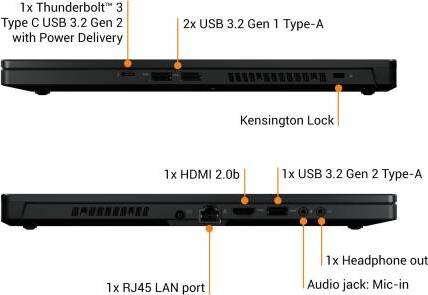 1x Thunderbolt™ 3
Type C USB 3.2 Gen 2
with Power Delivery
2x USB 3.2 Gen 1 Type-A
Kensington Lock
1x HDMI 2.0b
1x USB 3.2 Gen 2 Type-A
1x Headphone out
Audio jack: Mic-in
1x RJ45 LAN port